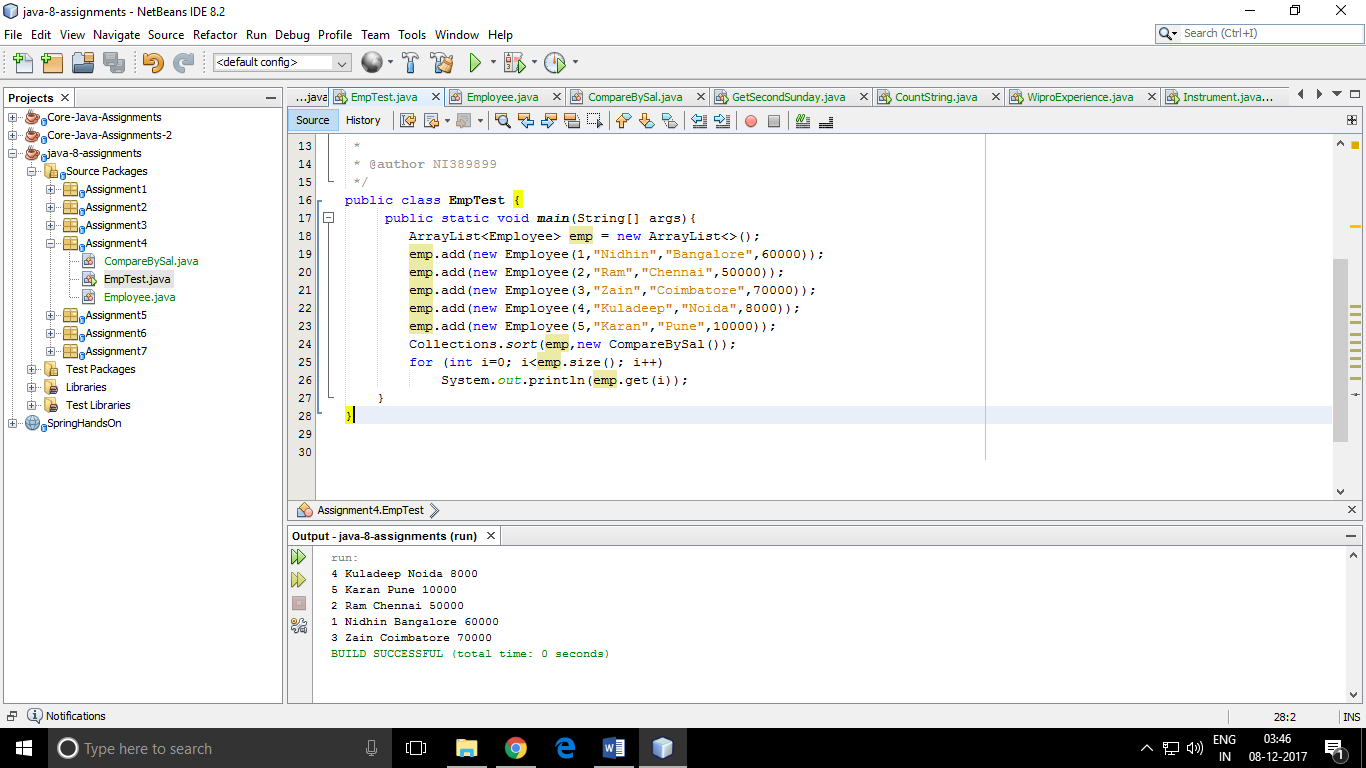 java-8-assignments - NetBeans IDE 8.2
File Edit View Navigate Source Refactor Run Debug Profile Team Tools Window Help
Search (Ctrl+I)
<default config>
Projects
...java EmpTest.java Employee.java CompareBySal.java GetSecondSunday.java CountString.java WiproExperience.java Instrument.java...
Source History
Core-Java-Assignments
Core-Java-Assignments-2
java-8-assignments
Source Packages
Assignment1
Assignment2
Assignment3
Assignment4
CompareBySal.java
EmpTest.java
Employee.java
Assignment5
Assignment6
Assignment7
Test Packages
Libraries
Test Libraries
SpringHandsOn
13 *
14 * @author NI389899
15 */
16 public class EmpTest {
17 public static void main(String[] args){
18 ArrayList<Employee> emp = new ArrayList<>();
19 emp.add(new Employee(1,"Nidhin","Bangalore",60000));
20 emp.add(new Employee(2,"Ram","Chennai",50000));
21 emp.add(new Employee(3,"Zain","Coimbatore",70000));
22 emp.add(new Employee(4,"Kuladeep","Noida",8000));
23 emp.add(new Employee(5,"Karan","Pune",10000));
24 Collections.sort(emp,new CompareBySal());
25 for (int i=0; i<emp.size(); i++)
26 System.out.println(emp.get(i));
27 }
28 }
29
30
Assignment4.EmpTest
Output - java-8-assignments (run)
run:
4 Kuladeep Noida 8000
5 Karan Pune 10000
2 Ram Chennai 50000
1 Nidhin Bangalore 60000
3 Zain Coimbatore 70000
BUILD SUCCESSFUL (total time: 0 seconds)
Notifications
28:2 INS
Type here to search
ENG
IN
03:46
08-12-2017
1